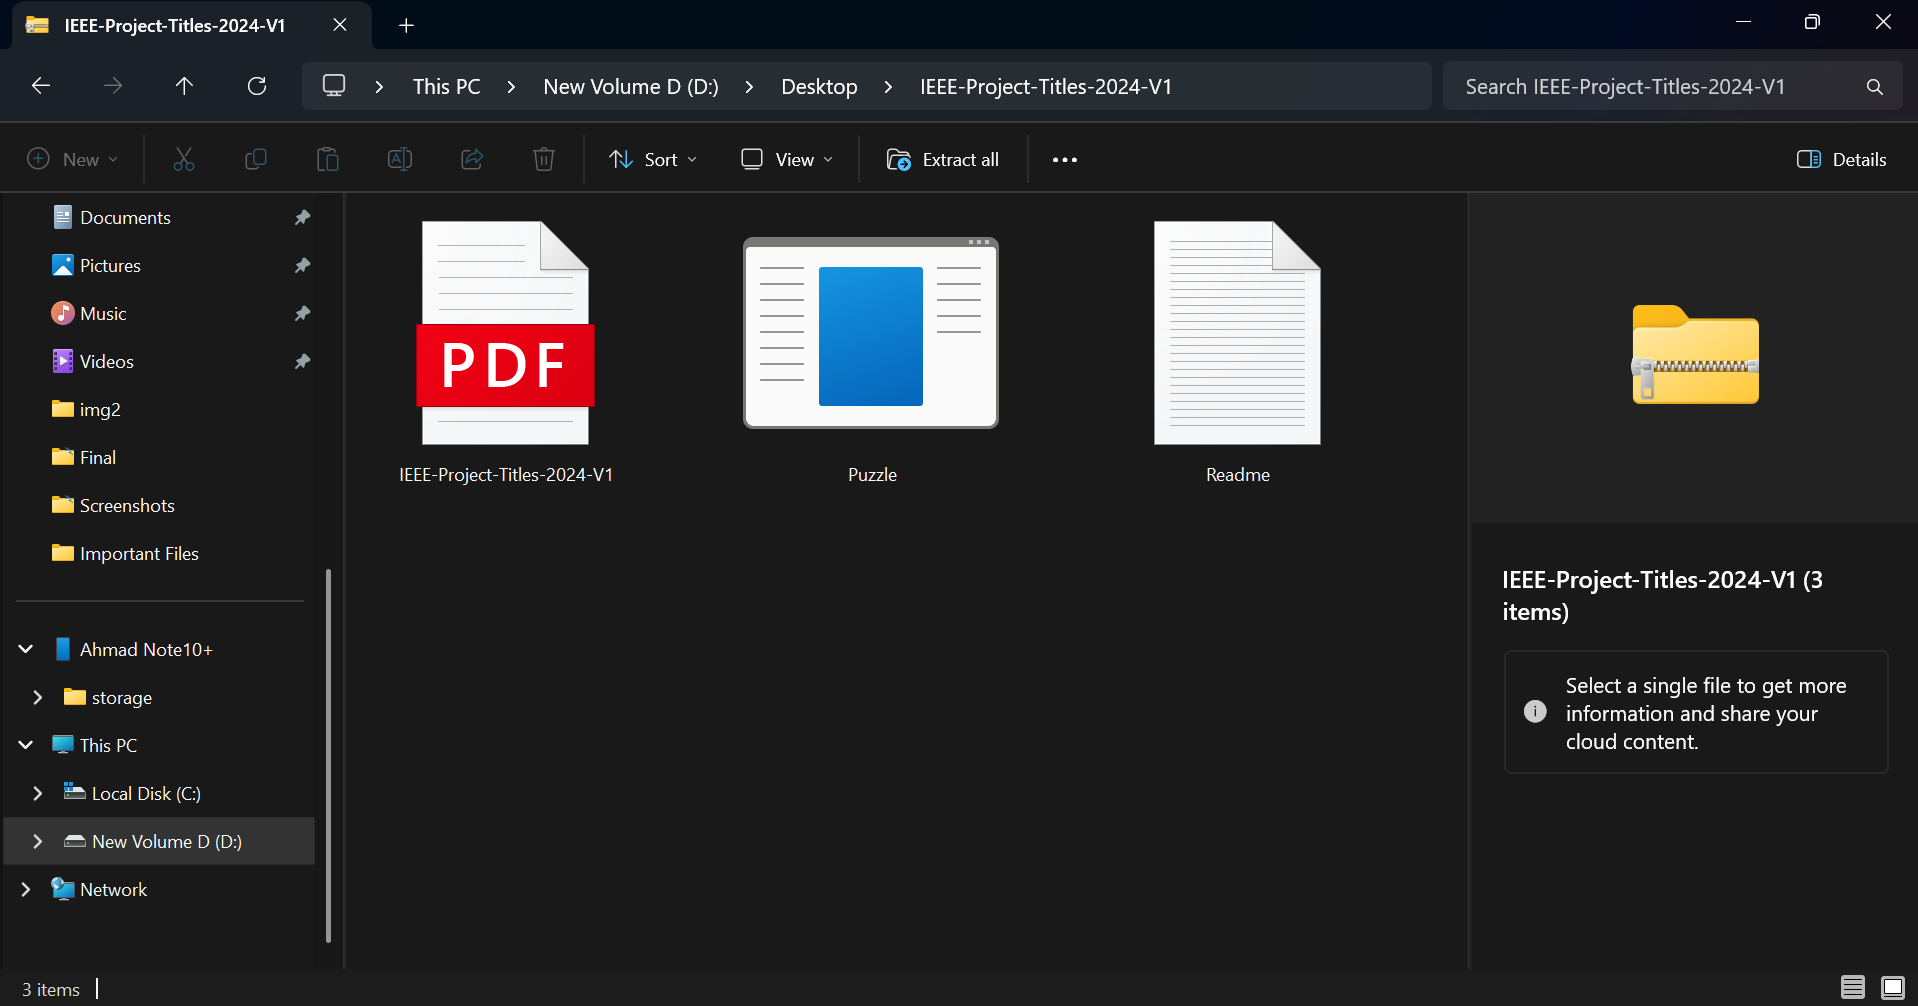 IEEE-Project-Titles-2024-V1
This PC
New Volume D (D:)
Desktop
IEEE-Project-Titles-2024-V1
Search IEEE-Project-Titles-2024-V1
New
Sort
View
Extract all
Details
Documents
Pictures
Music
Videos
img2
Final
Screenshots
Important Files
Ahmad Note10+
storage
This PC
Local Disk (C:)
New Volume D (D:)
Network
PDF
IEEE-Project-Titles-2024-V1
Puzzle
Readme
IEEE-Project-Titles-2024-V1 (3
items)
Select a single file to get more
information and share your
cloud content.
3 items